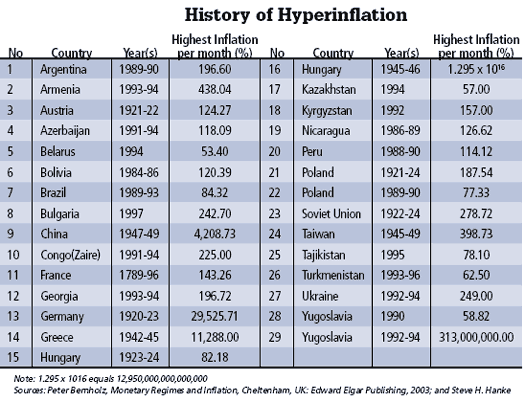 History of Hyperinflation
No Country Year(s) Highest Inflation per month (%) No Country Year(s) Highest Inflation per month (%)
1 Argentina 1989-90 196.60 16 Hungary 1945-46 1.295 x 10¹⁶
2 Armenia 1993-94 438.04 17 Kazakhstan 1994 57.00
3 Austria 1921-22 124.27 18 Kyrgyzstan 1992 157.00
4 Azerbaijan 1991-94 118.09 19 Nicaragua 1986-89 126.62
5 Belarus 1994 53.40 20 Peru 1988-90 114.12
6 Bolivia 1984-86 120.39 21 Poland 1921-24 187.54
7 Brazil 1989-93 84.32 22 Poland 1989-90 77.33
8 Bulgaria 1997 242.70 23 Soviet Union 1922-24 278.72
9 China 1947-49 4,208.73 24 Taiwan 1945-49 398.73
10 Congo(Zaire) 1991-94 225.00 25 Tajikistan 1995 78.10
11 France 1789-96 143.26 26 Turkmenistan 1993-96 62.50
12 Georgia 1993-94 196.72 27 Ukraine 1992-94 249.00
13 Germany 1920-23 29,525.71 28 Yugoslavia 1990 58.82
14 Greece 1942-45 11,288.00 29 Yugoslavia 1992-94 313,000,000.00
15 Hungary 1923-24 82.18
Note: 1.295 x 1016 equals 12,950,000,000,000,000
Sources: Peter Bernholz, Monetary Regimes and Inflation, Cheltenham, UK: Edward Elgar Publishing, 2003; and Steve H. Hanke